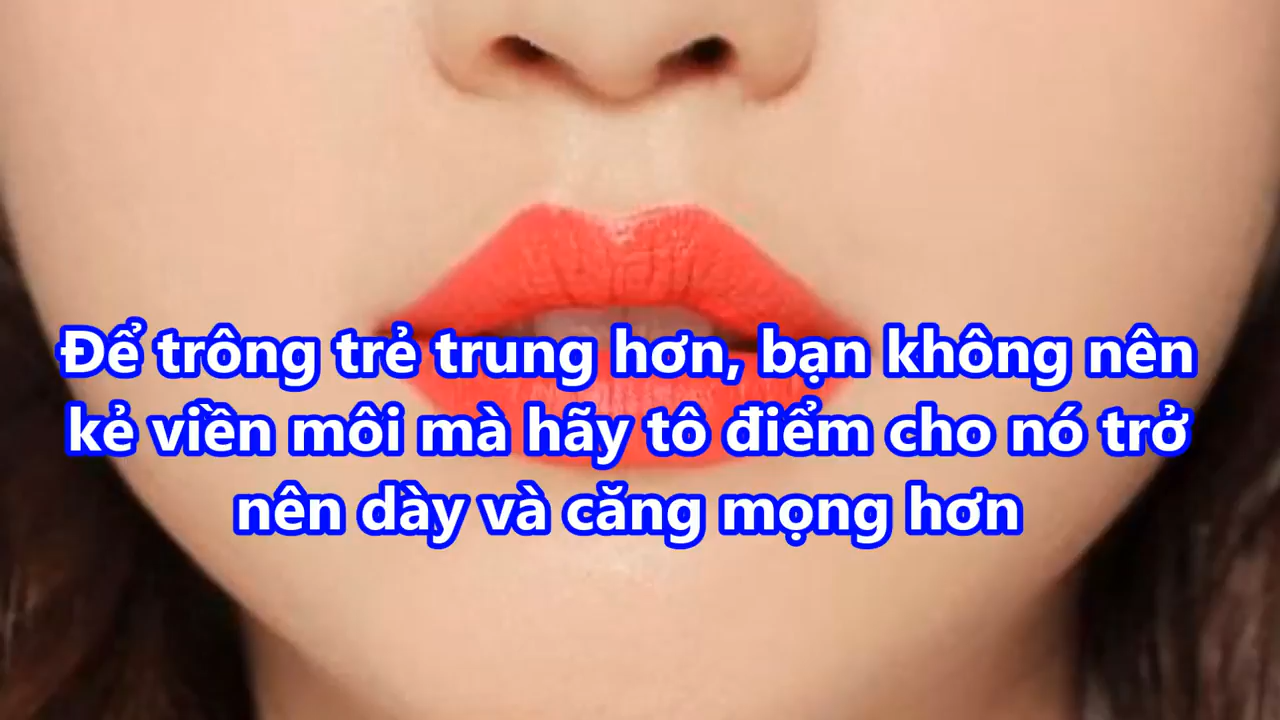 Để trông trẻ trung hơn, bạn không nên
kẻ viền môi mà hãy tô điểm cho nó trở
nên dày và căng mọng hơn